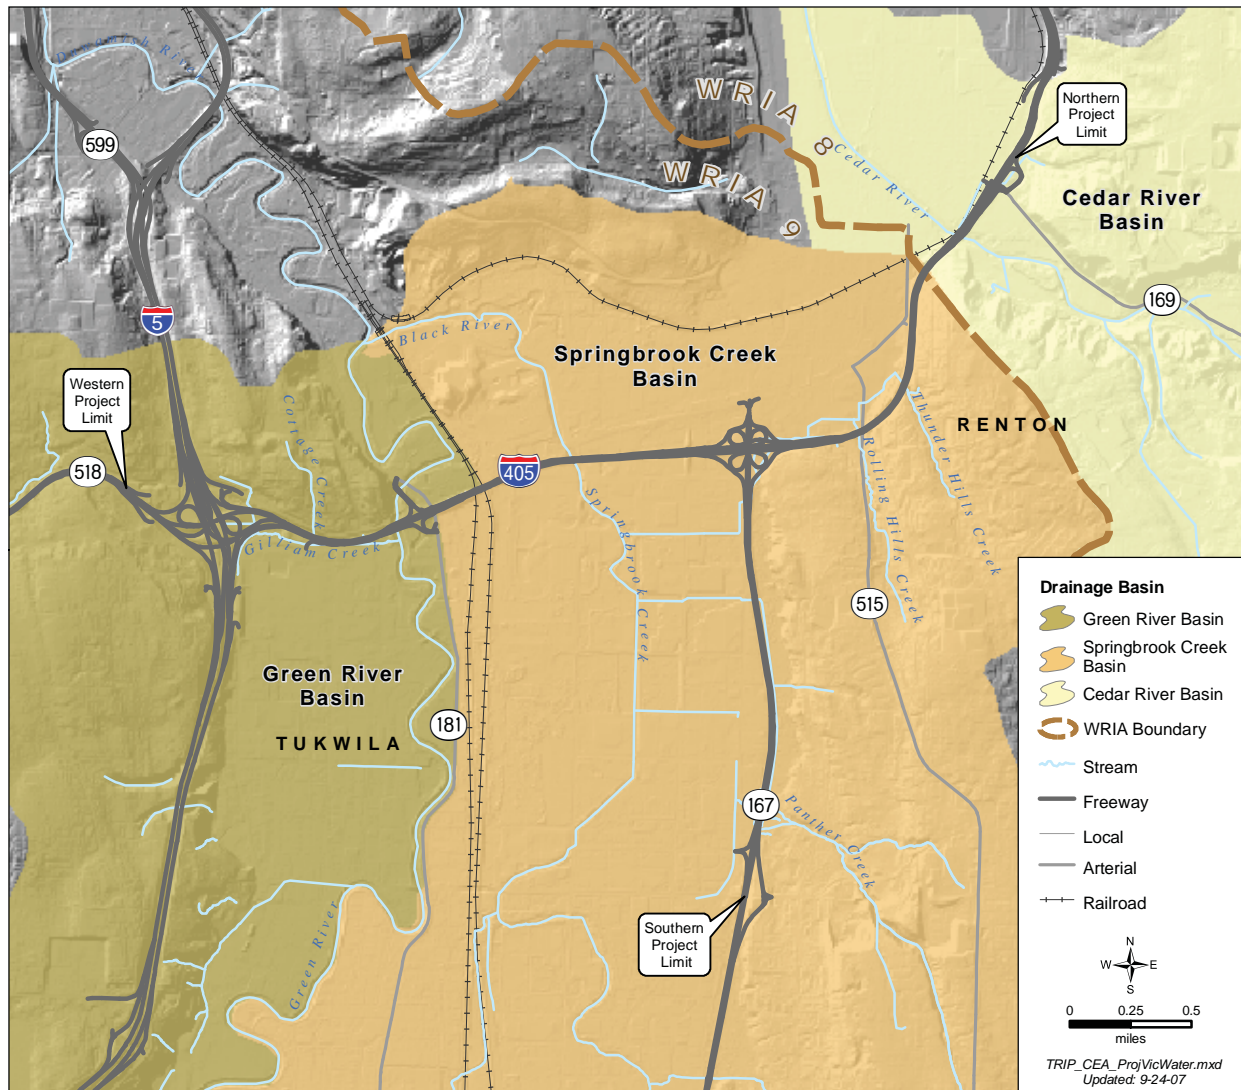 Duwamish River
WRIA 8
WRIA 9
Cedar River
Northern
Project
Limit
599
Cedar River
Basin
169
5
Black River
Springbrook Creek
Basin
Western
Project
Limit
Cottage Creek
Thunder Hills Creek
RENTON
518
405
Rolling Hills Creek
Springbrook Creek
Gilliam Creek
515
Green River
Basin
TUKWILA
181
167
Panther Creek
Green River
Southern
Project
Limit
Drainage Basin
Green River Basin
Springbrook Creek
Basin
Cedar River Basin
WRIA Boundary
Stream
Freeway
Local
Arterial
Railroad
N
W E
S
0 0.25 0.5
miles
TRIP_CEA_ProjVicWater.mxd
Updated: 9-24-07